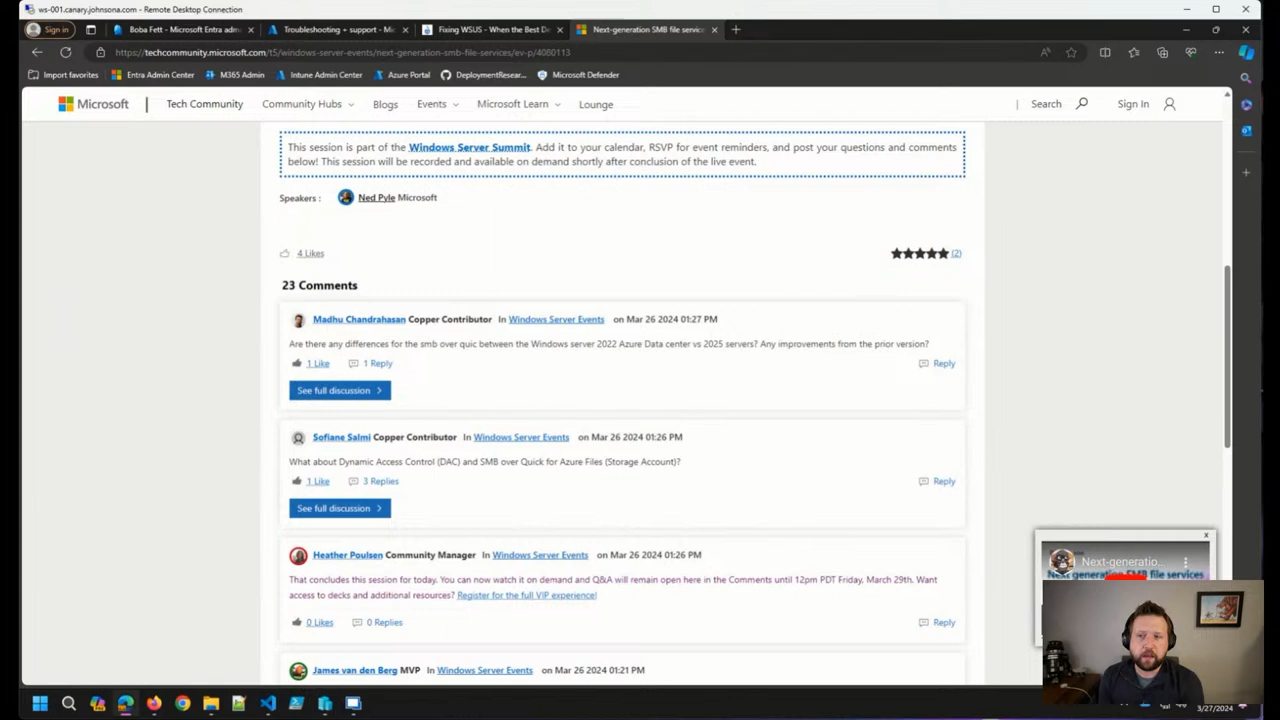 ws-001.canary.johnsona.com - Remote Desktop Connection
Sign in
Boba Fett - Microsoft Entra adm
Troubleshooting + support - Mic
Fixing WSUS - When the Best De
Next-generation SMB file servic
https://techcommunity.microsoft.com/t5/windows-server-events/next-generation-smb-file-services/ev-p/4080113
Import favorites
Entra Admin Center
M365 Admin
Intune Admin Center
Azure Portal
DeploymentResear...
Microsoft Defender
Microsoft
Tech Community
Community Hubs
Blogs
Events
Microsoft Learn
Lounge
Search
Sign In
This session is part of the Windows Server Summit. Add it to your calendar, RSVP for event reminders, and post your questions and comments
below! This session will be recorded and available on demand shortly after conclusion of the live event.
Speakers : Ned Pyle Microsoft
4 Likes
(2)
23 Comments
Madhu Chandrahasan Copper Contributor In Windows Server Events on Mar 26 2024 01:27 PM
Are there any differences for the smb over quic between the Windows server 2022 Azure Data center vs 2025 servers? Any improvements from the prior version?
1 Like 1 Reply Reply
See full discussion
Sofiane Salmi Copper Contributor In Windows Server Events on Mar 26 2024 01:26 PM
What about Dynamic Access Control (DAC) and SMB over Quick for Azure Files (Storage Account)?
1 Like 3 Replies Reply
See full discussion
Heather Poulsen Community Manager In Windows Server Events on Mar 26 2024 01:26 PM
That concludes this session for today. You can now watch it on demand and Q&A will remain open here in the Comments until 12pm PDT Friday, March 29th. Want
access to decks and additional resources? Register for the full VIP experience!
0 Likes 0 Replies Reply
James van den Berg MVP In Windows Server Events on Mar 26 2024 01:21 PM
Next-generatio...
Next generation SMB file services
3/27/2024